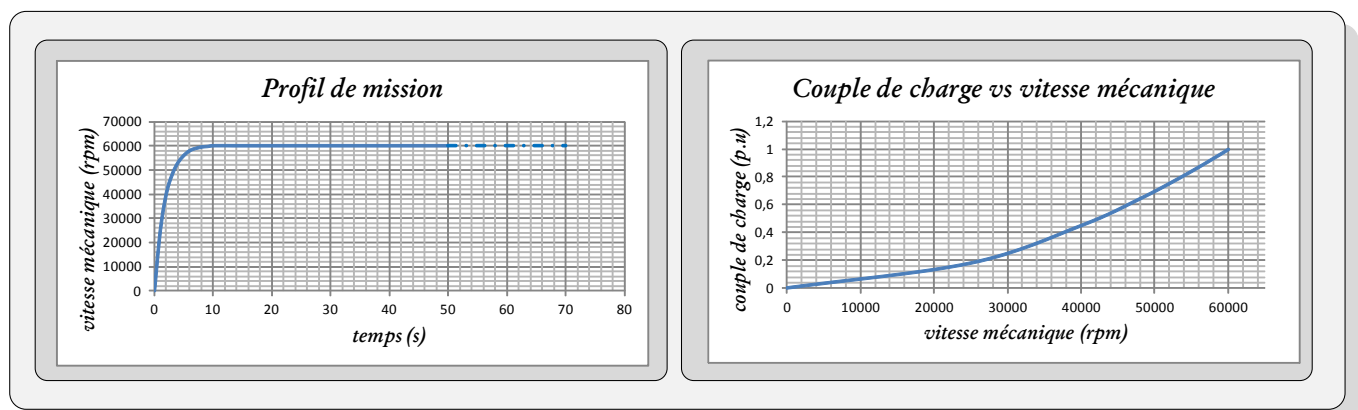 Profil de mission
vitesse mécanique (rpm)
70000
60000
50000
40000
30000
20000
10000
0
0 10 20 30 40 50 60 70 80
temps (s)
Couple de charge vs vitesse mécanique
couple de charge (p.u)
1,2
1
0,8
0,6
0,4
0,2
0
0 10000 20000 30000 40000 50000 60000
vitesse mécanique (rpm)